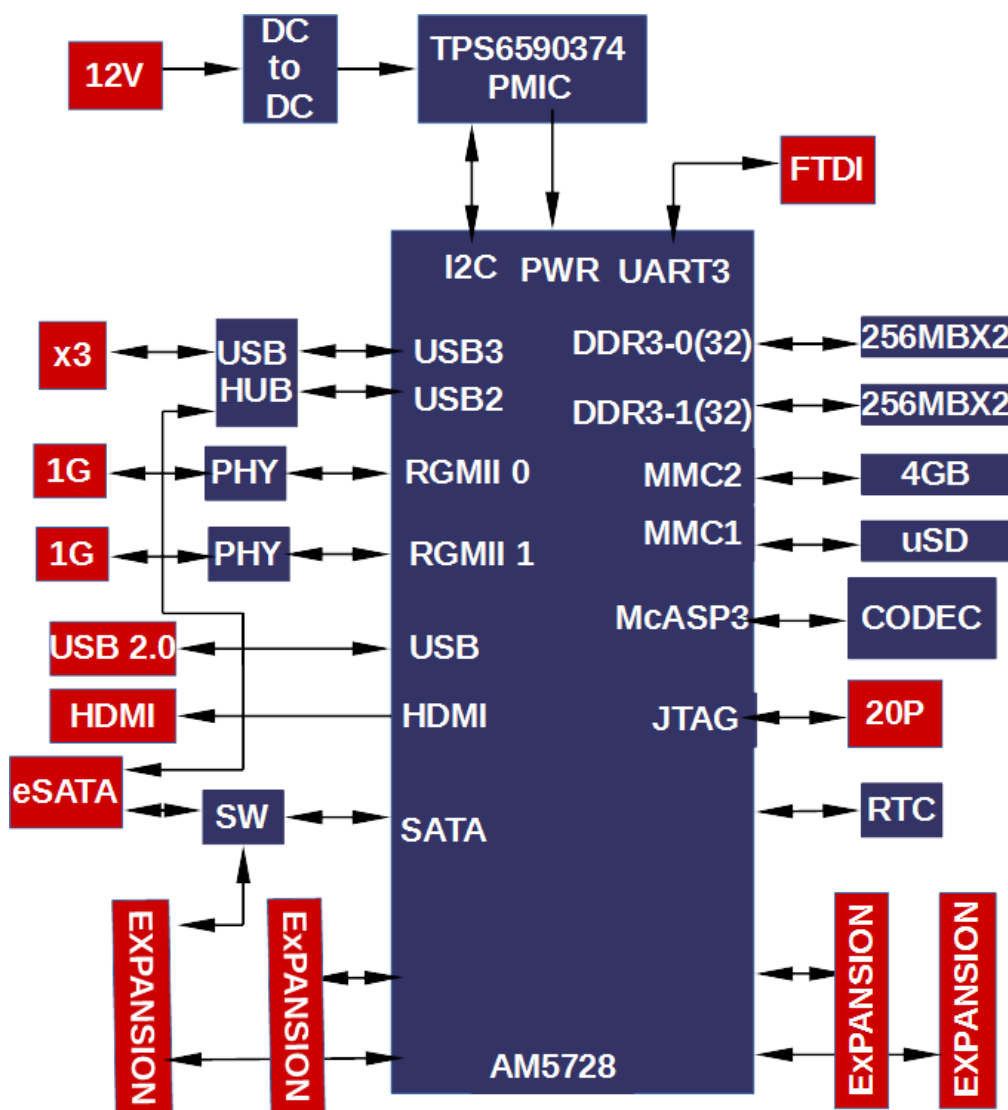 12V
DC
to
DC
TPS6590374
PMIC
FTDI
I2C
PWR
UART3
x3
USB
HUB
USB3
USB2
DDR3-0(32)
256MBX2
DDR3-1(32)
256MBX2
1G
PHY
RGMII 0
MMC2
4GB
1G
PHY
RGMII 1
MMC1
uSD
McASP3
CODEC
USB 2.0
USB
HDMI
HDMI
JTAG
20P
eSATA
SW
SATA
RTC
EXPANSION
ExPANSION
EXPANSION
EXPANSION
AM5728